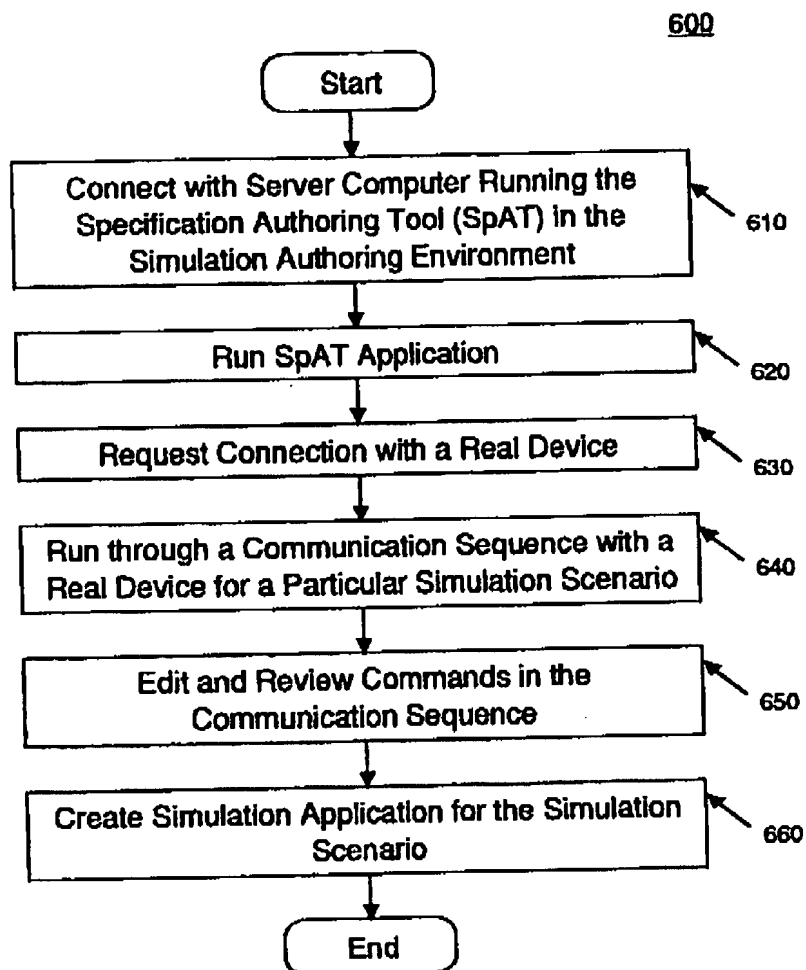 600
Start
Connect with Server Computer Running the
Specification Authoring Tool (SpAT) in the
Simulation Authoring Environment
610
Run SpAT Application
620
Request Connection with a Real Device
630
Run through a Communication Sequence with a
Real Device for a Particular Simulation Scenario
640
Edit and Review Commands in the
Communication Sequence
650
Create Simulation Application for the Simulation
Scenario
660
End